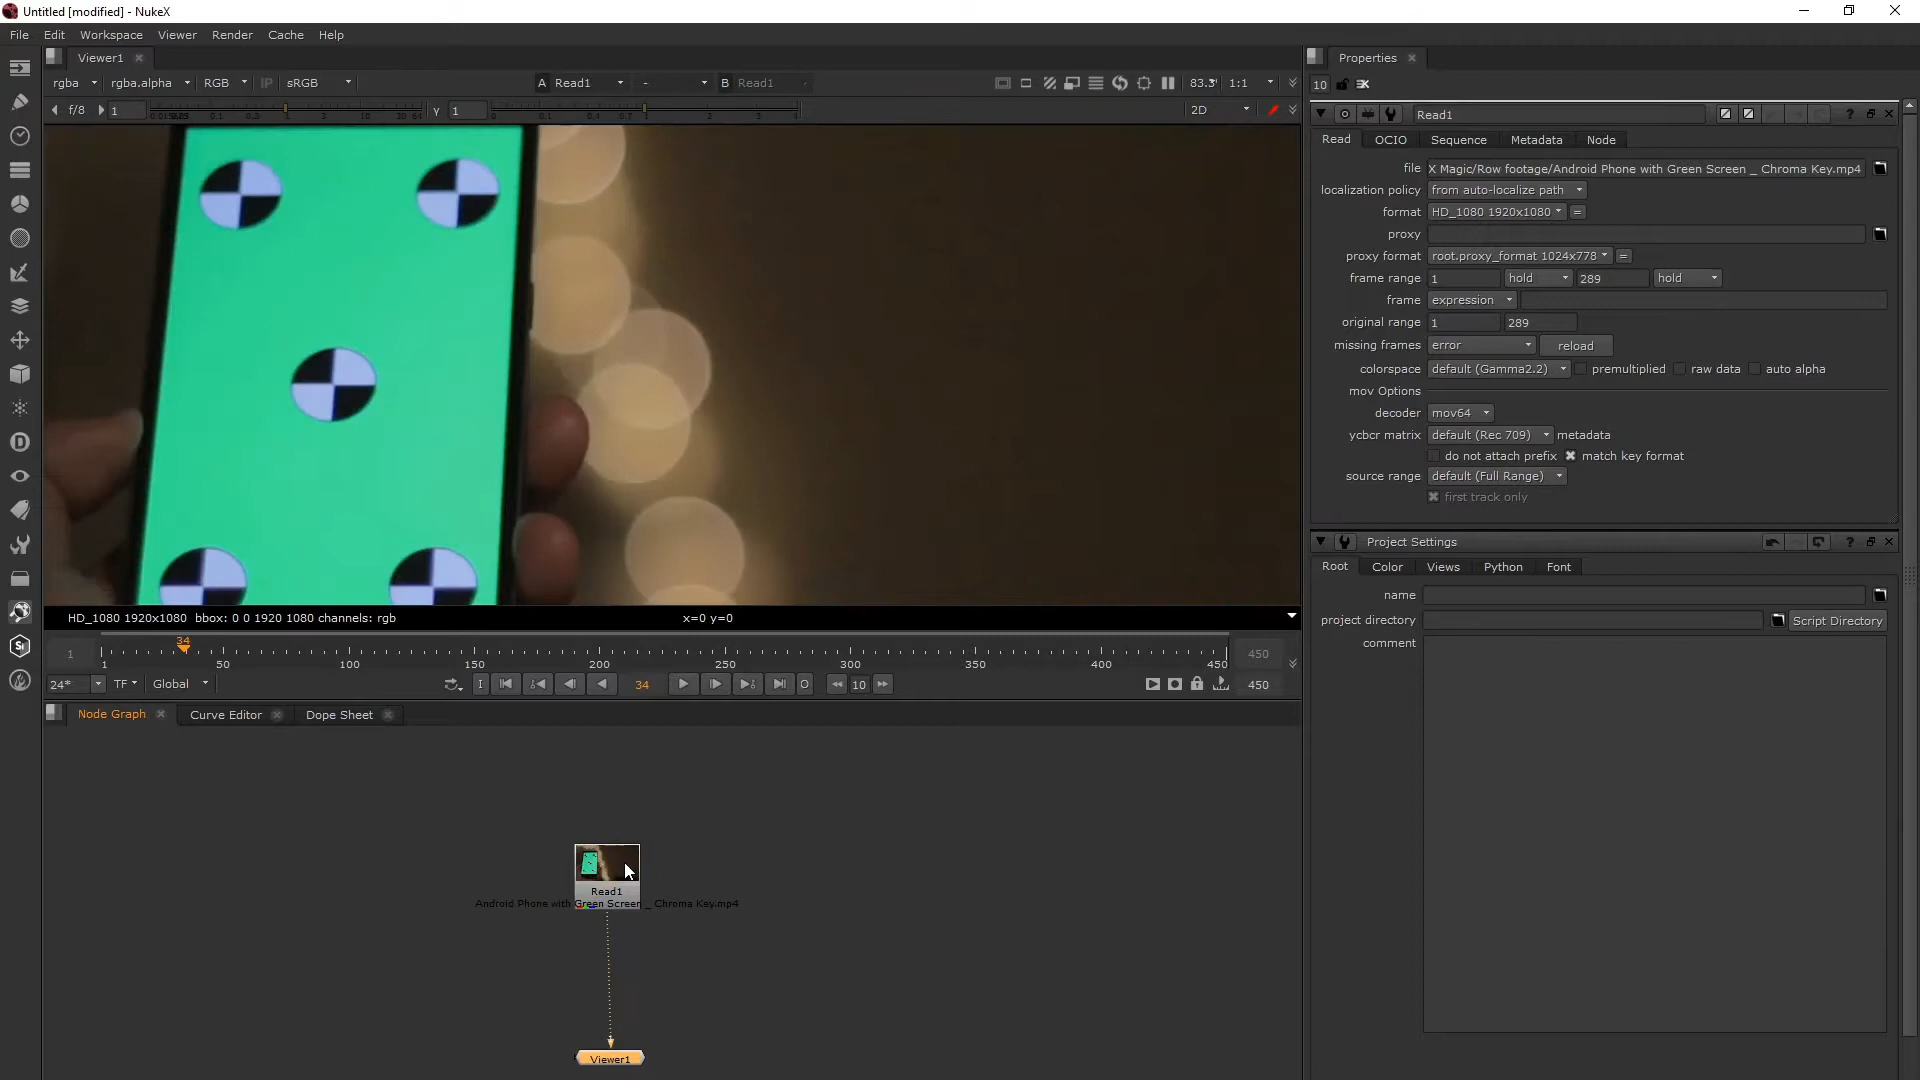 Untitled [modified] - NukeX
File Edit Workspace Viewer Render Cache Help
Viewer1
rgba rgba.alpha RGB IP sRGB A Read1 - B Read1 1:1
f/8 1 γ 1 2D
HD_1080 1920x1080 bbox: 0 0 1920 1080 channels: rgb x=0 y=0
34
1 1 50 100 150 200 250 300 350 400 450 450
24* TF Global I 34 O 10 450
Node Graph Curve Editor Dope Sheet
Read1
Android Phone with Green Screen _ Chroma Key.mp4
Viewer1
Properties
10
Read1
Read OCIO Sequence Metadata Node
file X Magic/Row footage/Android Phone with Green Screen _ Chroma Key.mp4
localization policy from auto-localize path
format HD_1080 1920x1080 =
proxy
proxy format root.proxy_format 1024x778 =
frame range 1 hold 289 hold
frame expression
original range 1 289
missing frames error reload
colorspace default (Gamma2.2) premultiplied raw data auto alpha
mov Options
decoder mov64
ycbcr matrix default (Rec 709) metadata
do not attach prefix match key format
source range default (Full Range)
first track only
Project Settings
Root Color Views Python Font
name
project directory Script Directory
comment